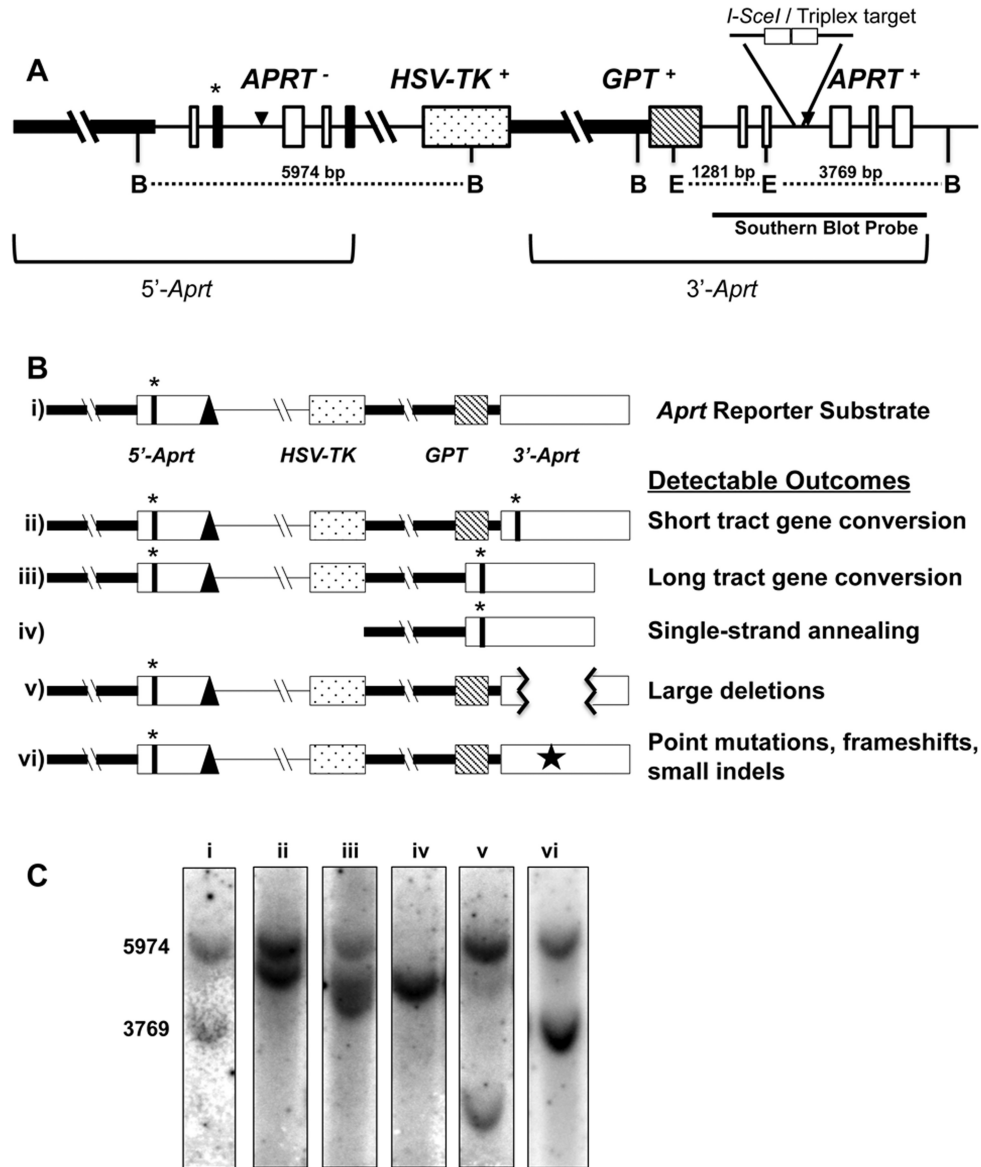 I-SceI / Triplex target
A
*
APRT -
HSV-TK +
GPT +
APRT +
5974 bp
1281 bp
3769 bp
B
B
B
E
E
B
Southern Blot Probe
5'-Aprt
3'-Aprt
B
*
i)
Aprt Reporter Substrate
5'-Aprt
HSV-TK
GPT
3'-Aprt
Detectable Outcomes
*
*
ii)
Short tract gene conversion
*
*
iii)
Long tract gene conversion
*
iv)
Single-strand annealing
*
v)
Large deletions
*
vi)
Point mutations, frameshifts,
small indels
i ii iii iv v vi
C
5974
3769